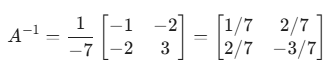 $A^{-1} = \frac{1}{-7} \begin{bmatrix} -1 & -2 \\ -2 & 3 \end{bmatrix} = \begin{bmatrix} 1/7 & 2/7 \\ 2/7 & -3/7 \end{bmatrix}$